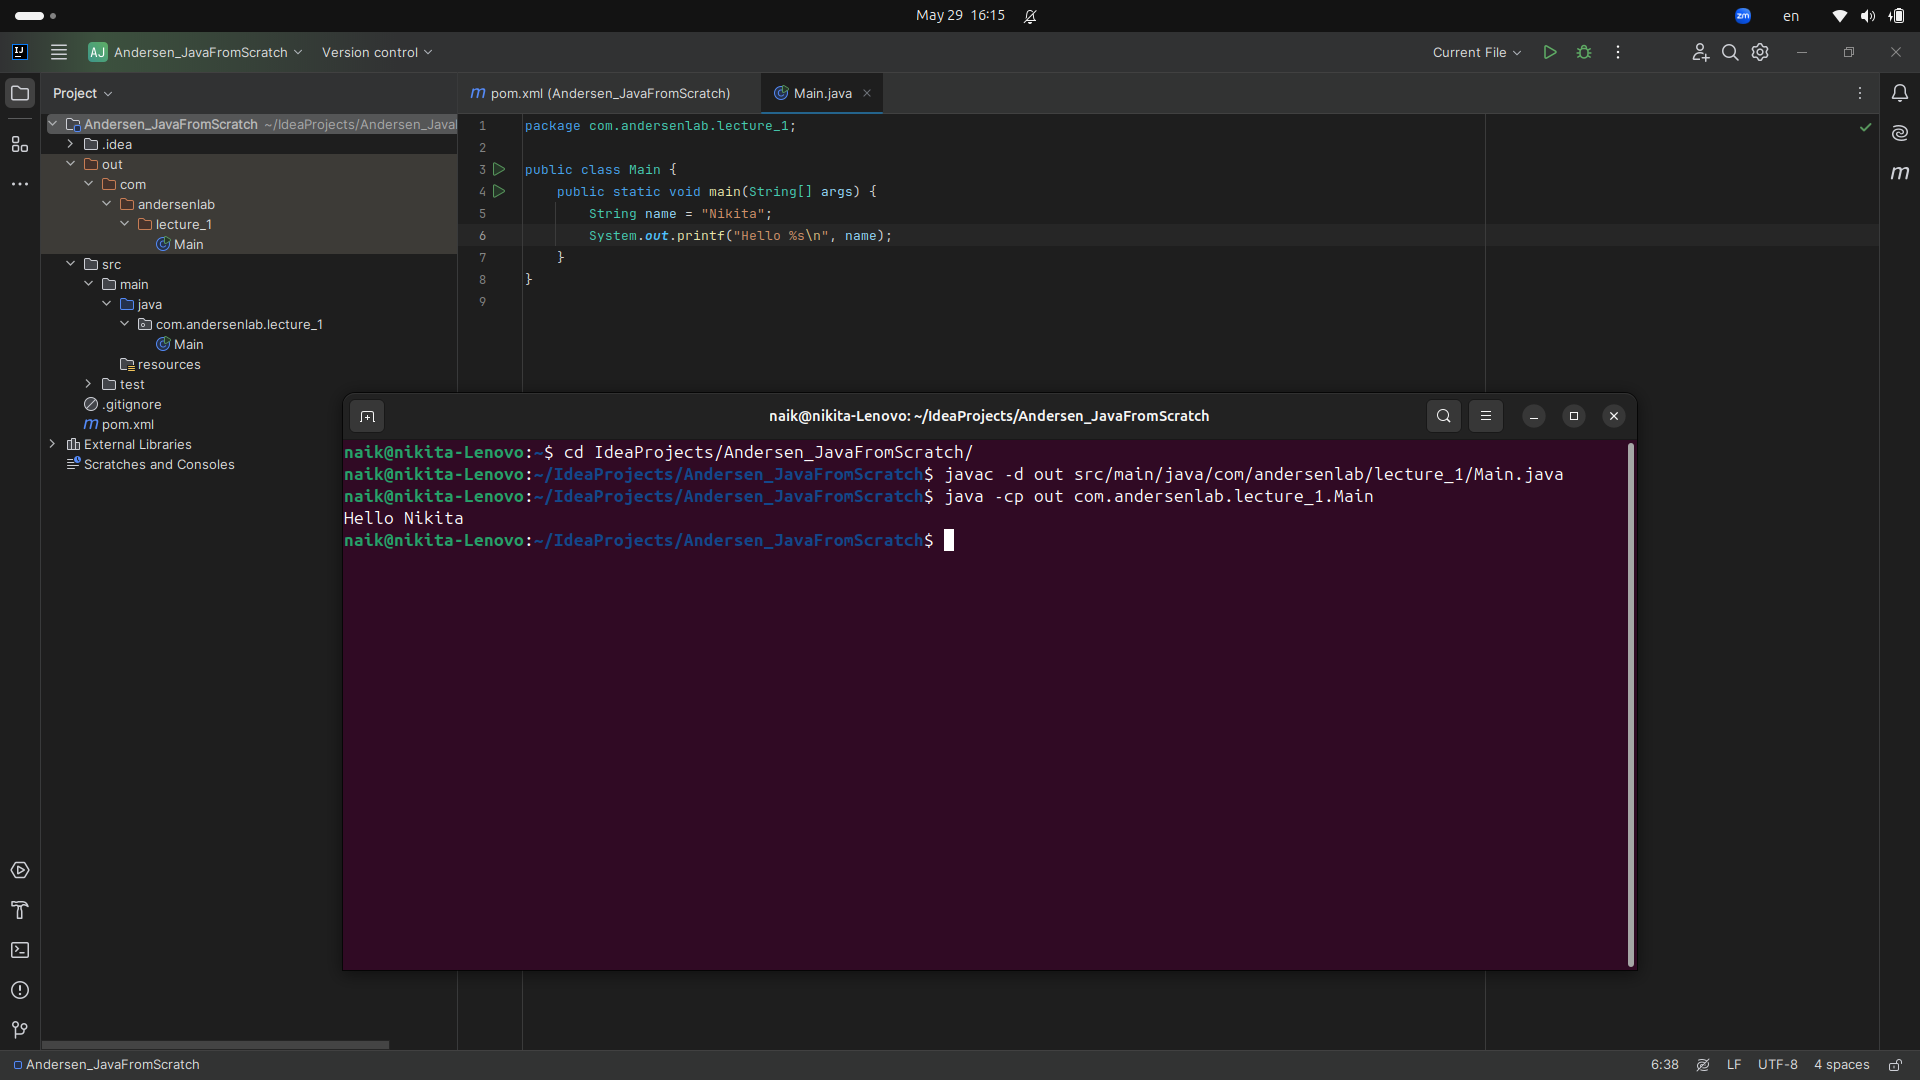 May 29 16:15
zm
en
IJ
AJ Andersen_JavaFromScratch
Version control
Current File
Project
m pom.xml (Andersen_JavaFromScratch)
Main.java
Andersen_JavaFromScratch ~/IdeaProjects/Andersen_Javal
.idea
out
com
andersenlab
lecture_1
Main
src
main
java
com.andersenlab.lecture_1
Main
resources
test
.gitignore
m pom.xml
External Libraries
Scratches and Consoles
1 package com.andersenlab.lecture_1;
2
3 public class Main {
4 public static void main(String[] args) {
5 String name = "Nikita";
6 System.out.printf("Hello %s\n", name);
7 }
8 }
9
m
naik@nikita-Lenovo: ~/IdeaProjects/Andersen_JavaFromScratch
naik@nikita-Lenovo:~$ cd IdeaProjects/Andersen_JavaFromScratch/
naik@nikita-Lenovo:~/IdeaProjects/Andersen_JavaFromScratch$ javac -d out src/main/java/com/andersenlab/lecture_1/Main.java
naik@nikita-Lenovo:~/IdeaProjects/Andersen_JavaFromScratch$ java -cp out com.andersenlab.lecture_1.Main
Hello Nikita
naik@nikita-Lenovo:~/IdeaProjects/Andersen_JavaFromScratch$
Andersen_JavaFromScratch
6:38
LF
UTF-8
4 spaces